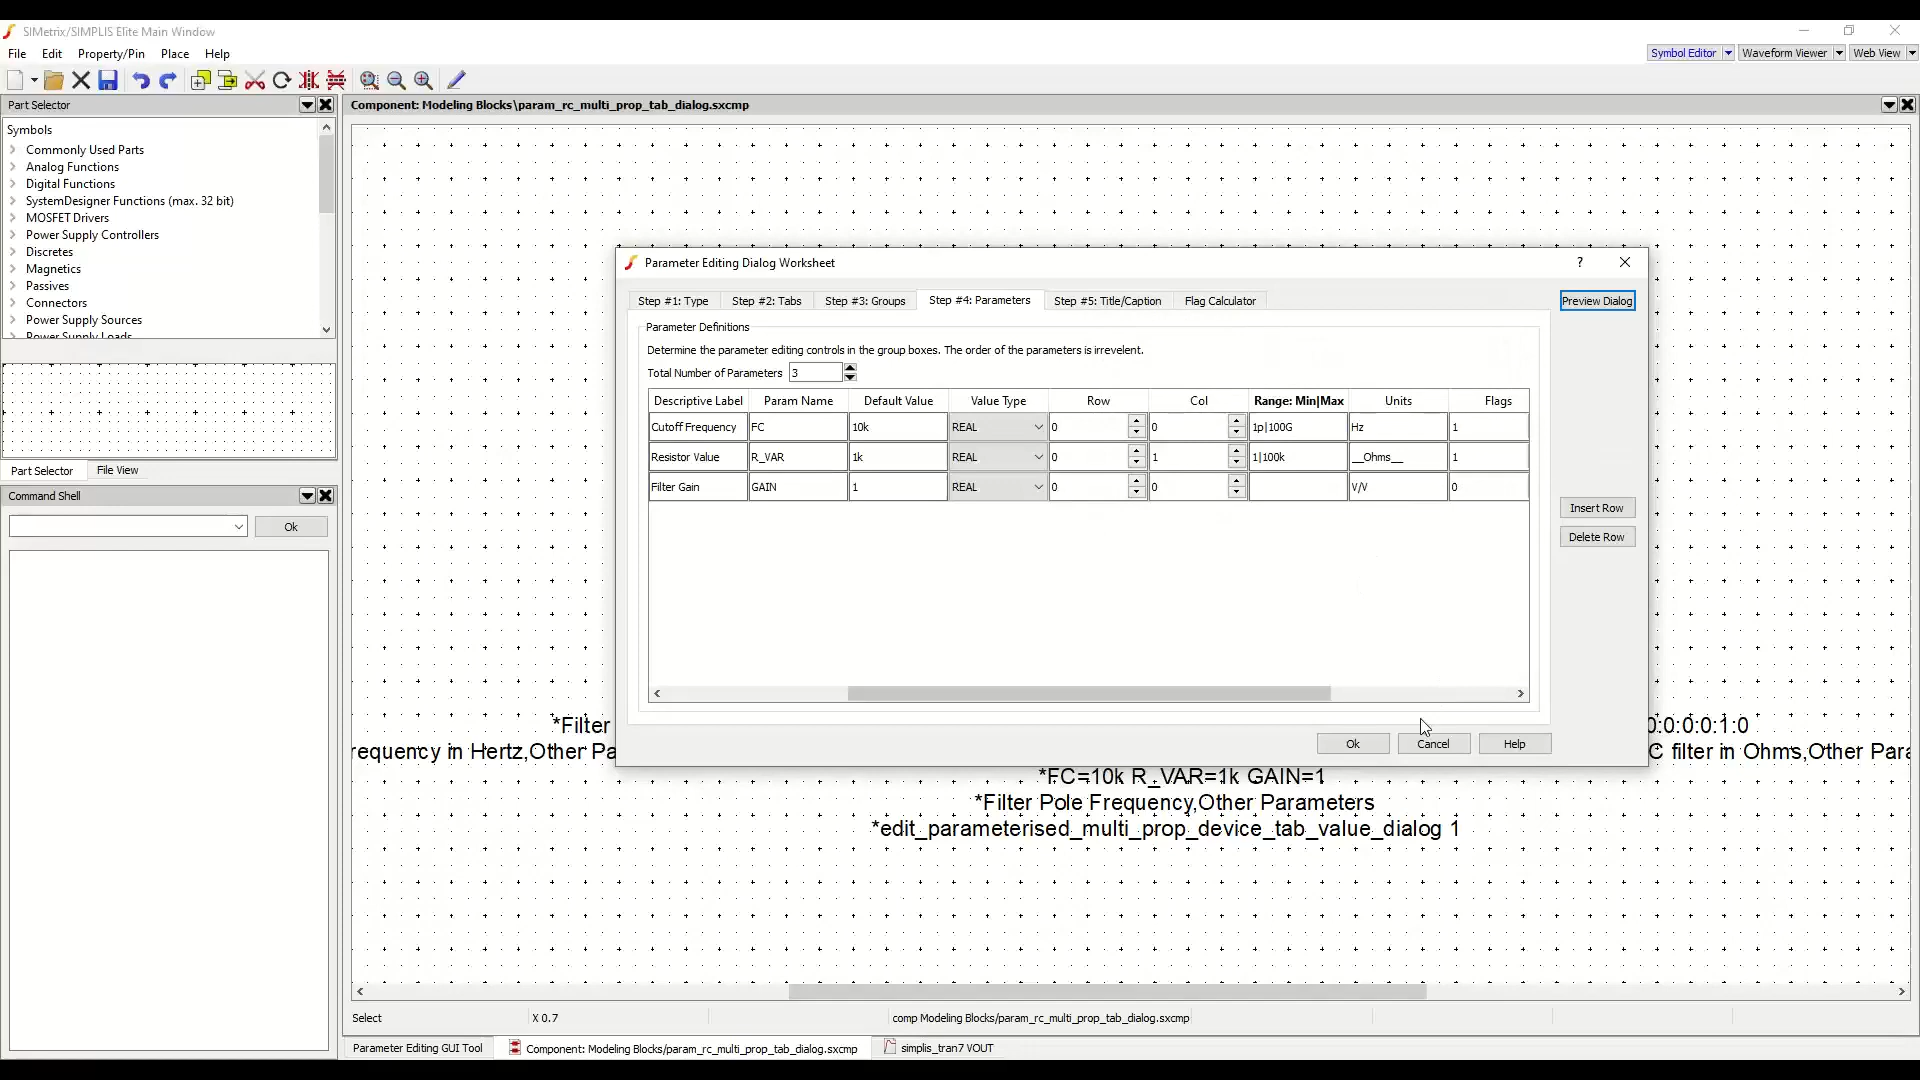 SIMetrix/SIMPLIS Elite Main Window
File Edit Property/Pin Place Help
Symbol Editor Waveform Viewer Web View
Part Selector
Component: Modeling Blocks\param_rc_multi_prop_tab_dialog.sxcmp
Symbols
Commonly Used Parts
Analog Functions
Digital Functions
SystemDesigner Functions (max. 32 bit)
MOSFET Drivers
Power Supply Controllers
Discretes
Magnetics
Passives
Connectors
Power Supply Sources
Power Supply Loads
Part Selector File View
Command Shell
Ok
Parameter Editing Dialog Worksheet
?
Step #1: Type Step #2: Tabs Step #3: Groups Step #4: Parameters Step #5: Title/Caption Flag Calculator
Preview Dialog
Parameter Definitions
Determine the parameter editing controls in the group boxes. The order of the parameters is irrevelent.
Total Number of Parameters 3
Descriptive Label Param Name Default Value Value Type Row Col Range: Min|Max Units Flags
Cutoff Frequency FC 10k REAL 0 0 1p|100G Hz 1
Resistor Value R_VAR 1k REAL 0 1 1|100k __Ohms__ 1
Filter Gain GAIN 1 REAL 0 0 V/V 0
Insert Row
Delete Row
Ok Cancel Help
*Filter 0:0:0:0:1:0
requency in Hertz,Other Pa C filter in Ohms,Other Para
*FC=10k R_VAR=1k GAIN=1
*Filter Pole Frequency,Other Parameters
*edit_parameterised_multi_prop_device_tab_value_dialog 1
Select X 0.7 comp Modeling Blocks/param_rc_multi_prop_tab_dialog.sxcmp
Parameter Editing GUI Tool Component: Modeling Blocks/param_rc_multi_prop_tab_dialog.sxcmp simplis_tran7 VOUT